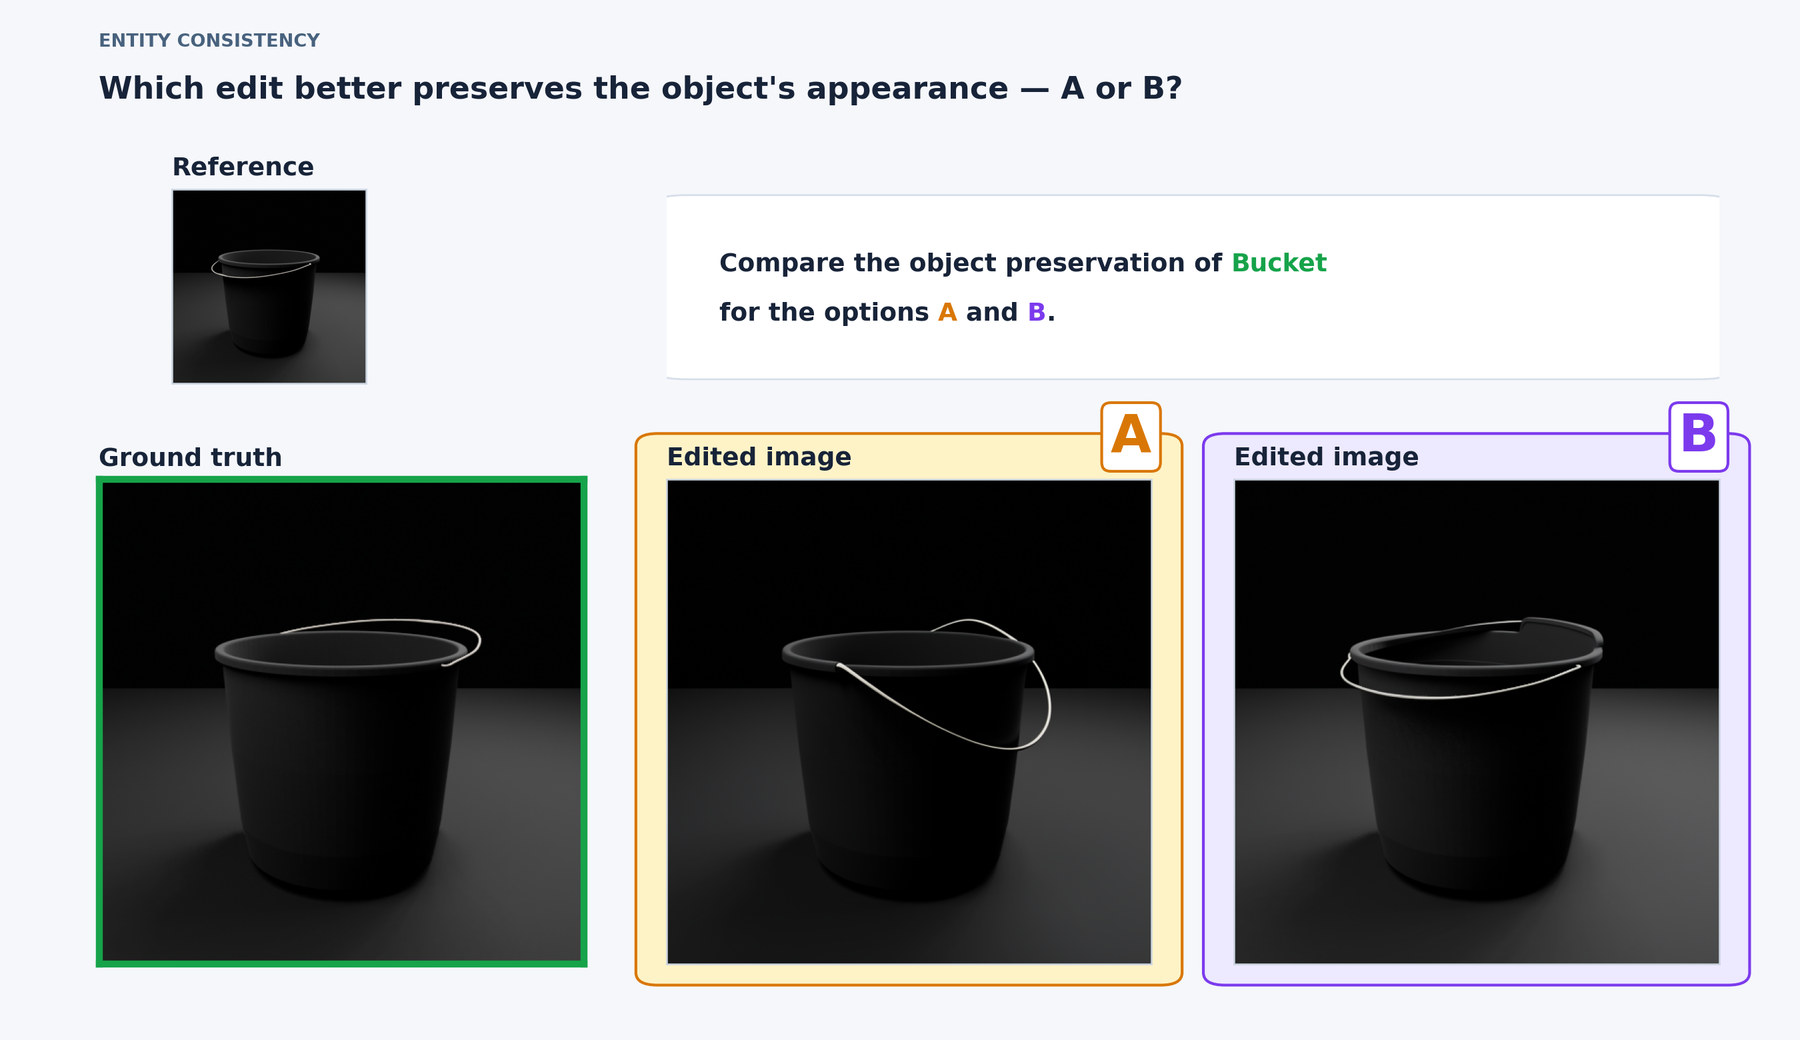 ENTITY CONSISTENCY
Which edit better preserves the object's appearance — A or B?
Reference
Compare the object preservation of Bucket
for the options A and B.
Ground truth
Edited image
A
Edited image
B